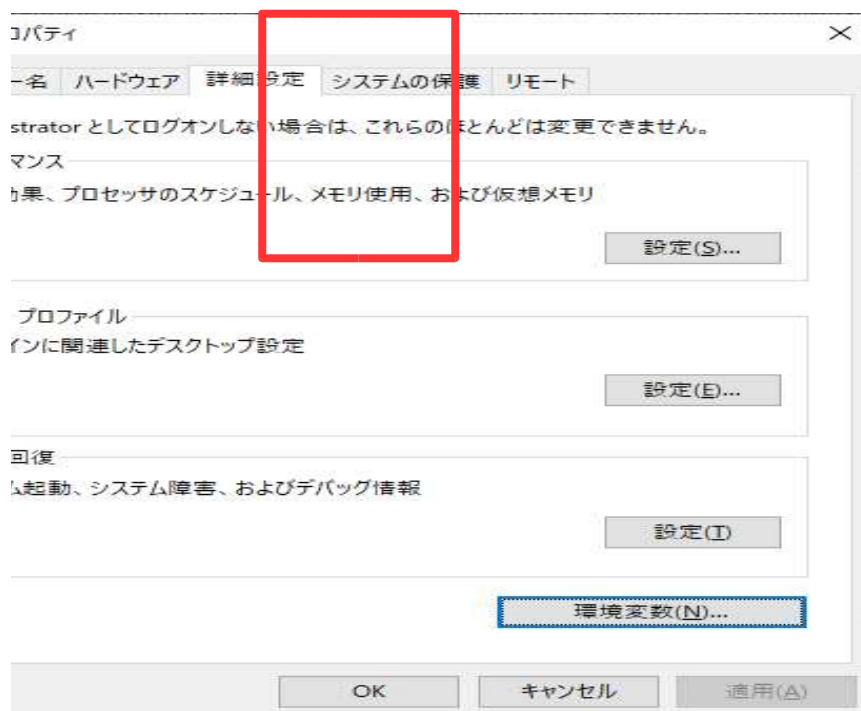 ロパティ
ー名 ハードウェア 詳細設定 システムの保護 リモート
strator としてログオンしない場合は、これらのほとんどは変更できません。
マンス
効果、プロセッサのスケジュール、メモリ使用、および仮想メモリ
設定(S)...
プロファイル
インに関連したデスクトップ設定
設定(E)...
回復
ム起動、システム障害、およびデバッグ情報
設定(T)
環境変数(N)...
OK キャンセル 適用(A)